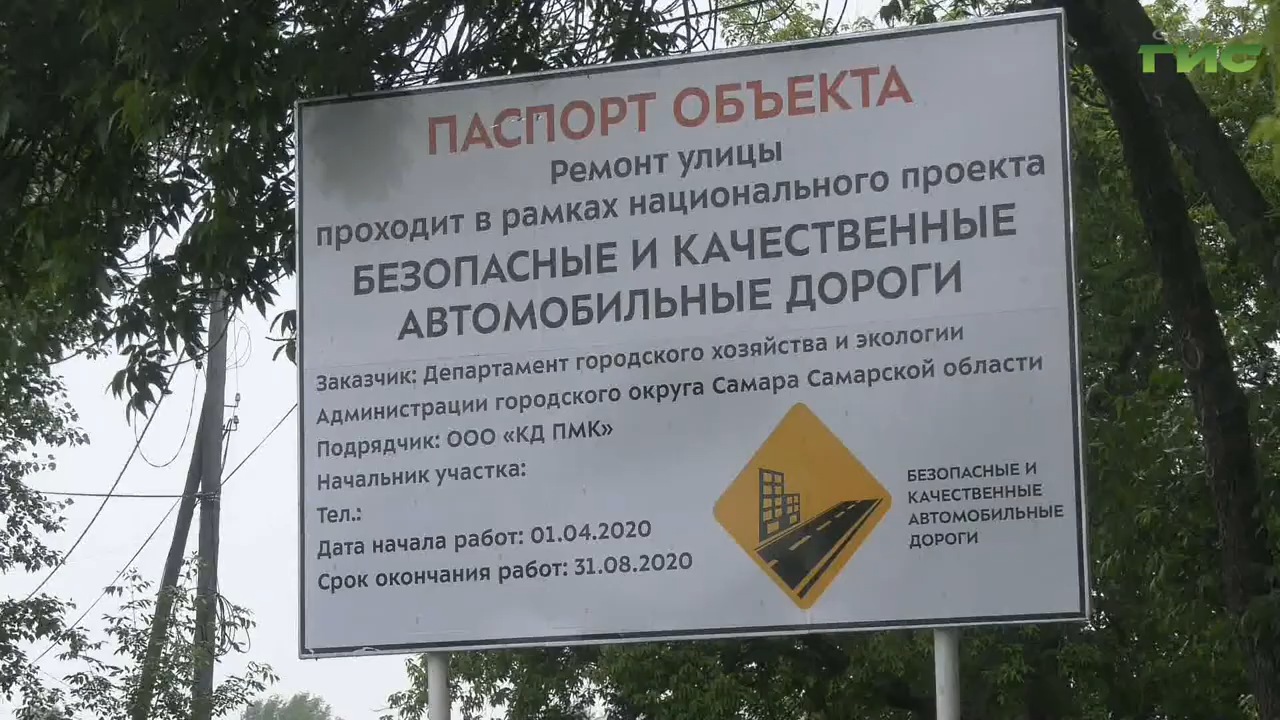 ГИС
ПАСПОРТ ОБЪЕКТА
Ремонт улицы
проходит в рамках национального проекта
БЕЗОПАСНЫЕ И КАЧЕСТВЕННЫЕ
АВТОМОБИЛЬНЫЕ ДОРОГИ
Заказчик: Департамент городского хозяйства и экологии
Администрации городского округа Самара Самарской области
Подрядчик: ООО «КД ПМК»
Начальник участка:
Тел.:
Дата начала работ: 01.04.2020
Срок окончания работ: 31.08.2020
БЕЗОПАСНЫЕ И
КАЧЕСТВЕННЫЕ
АВТОМОБИЛЬНЫЕ
ДОРОГИ